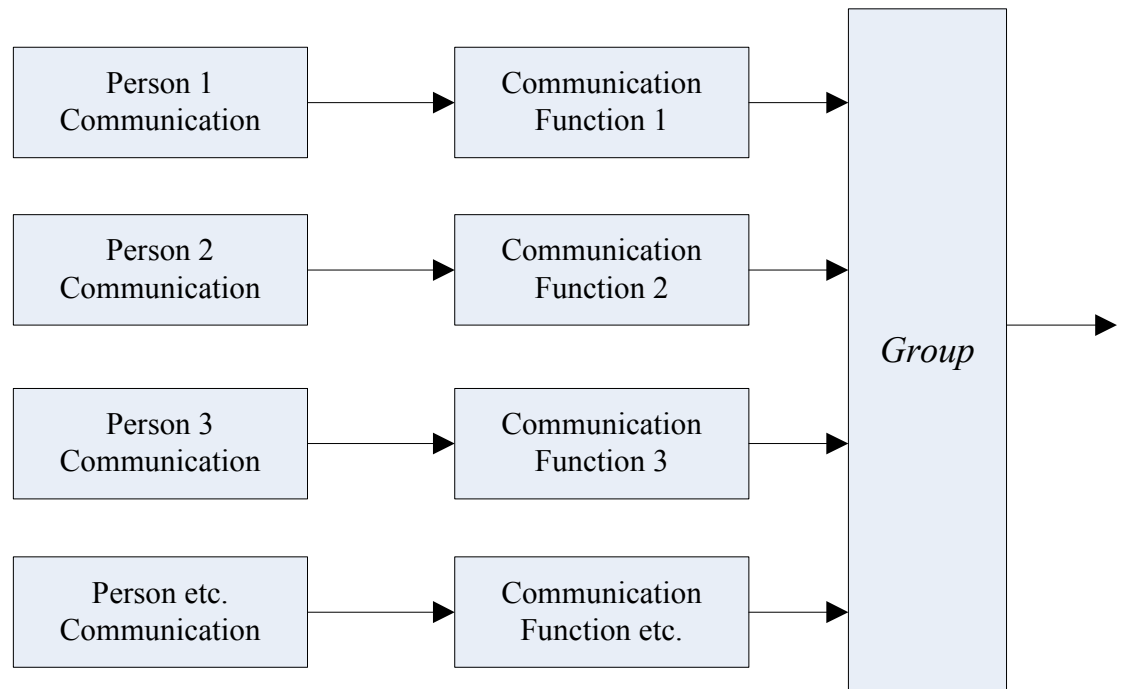 Person 1
Communication
Communication
Function 1
Person 2
Communication
Communication
Function 2
Group
Person 3
Communication
Communication
Function 3
Person etc.
Communication
Communication
Function etc.